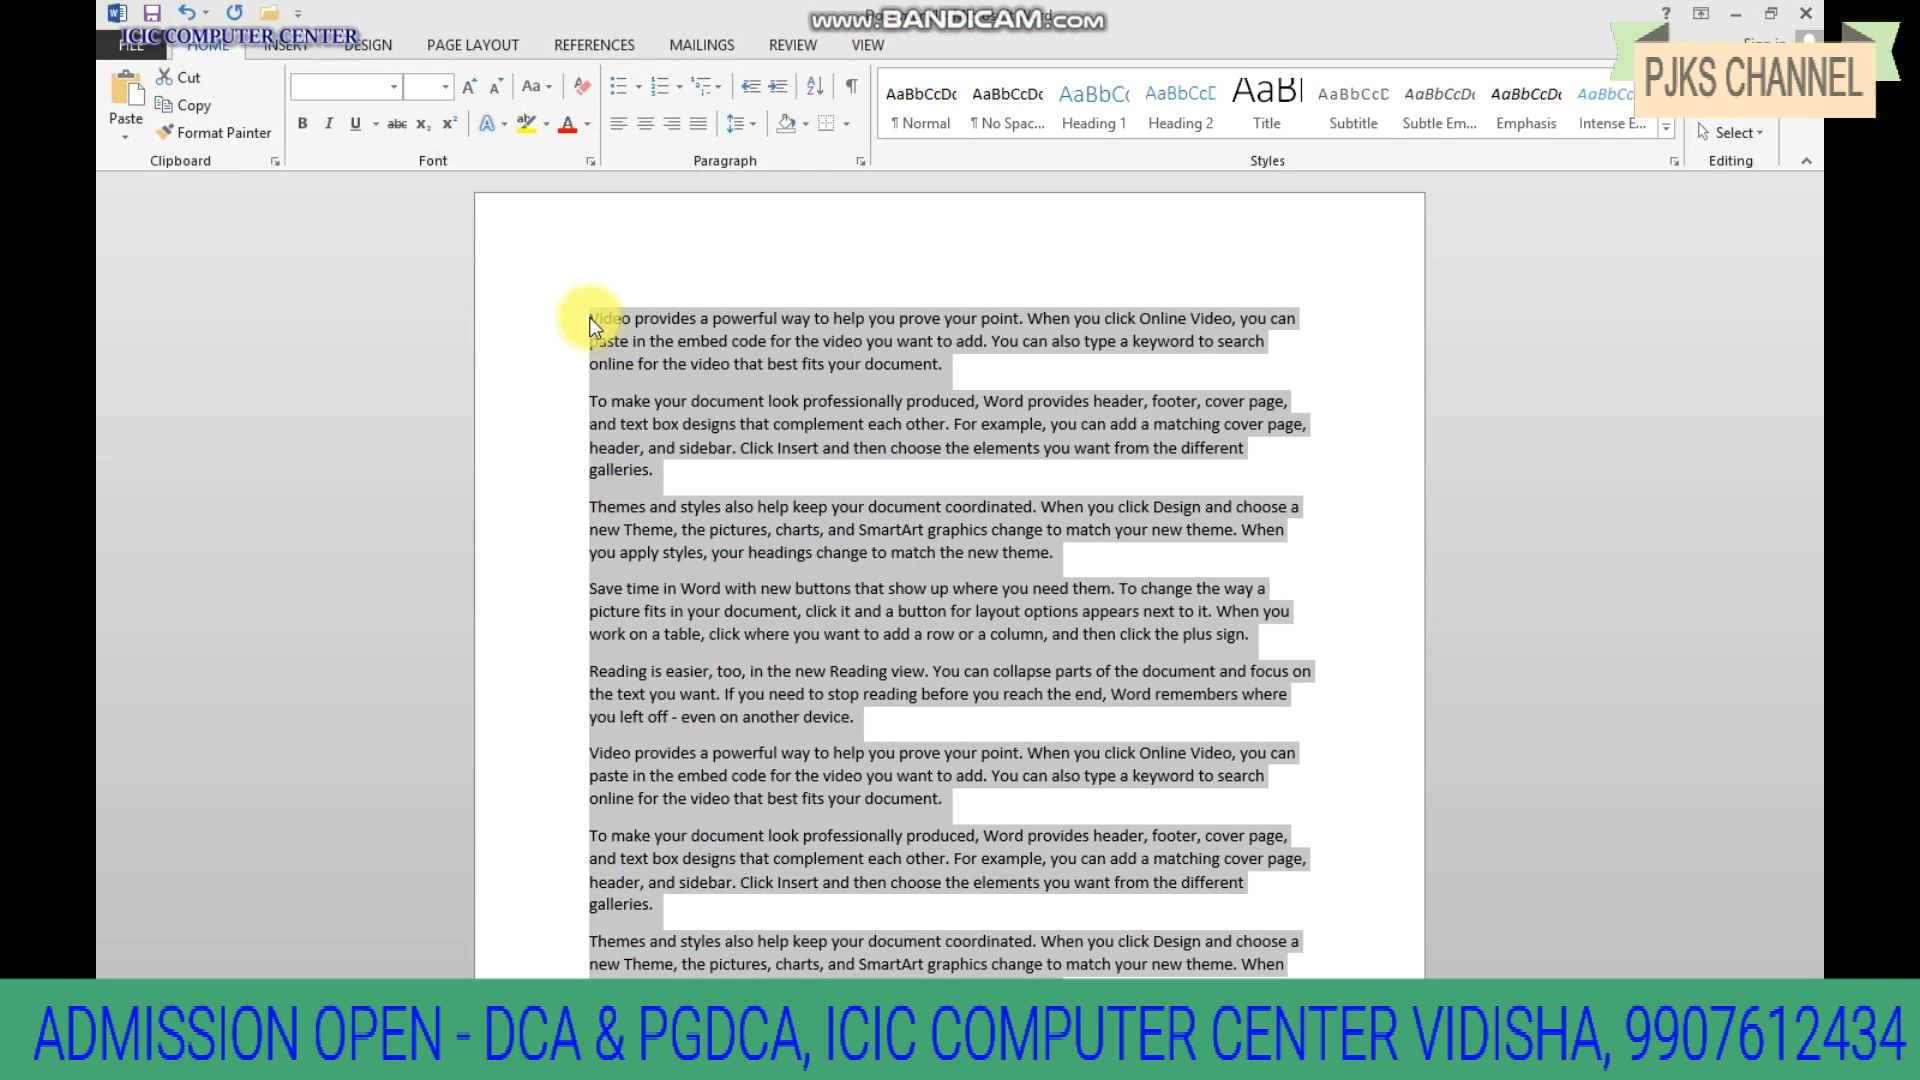 www.BANDICAM.com
ICIC COMPUTER CENTER
FILE HOME INSERT DESIGN PAGE LAYOUT REFERENCES MAILINGS REVIEW VIEW
PJKS CHANNEL
Cut
Copy
Format Painter
Paste
Clipboard
Font
Paragraph
AaBbCcDc AaBbCcDc AaBbCc AaBbCcD AaBl AaBbCcD AaBbCcDc AaBbCcDc AaBbCc
¶ Normal ¶ No Spac... Heading 1 Heading 2 Title Subtitle Subtle Em... Emphasis Intense E...
Styles
Select
Editing
Video provides a powerful way to help you prove your point. When you click Online Video, you can
paste in the embed code for the video you want to add. You can also type a keyword to search
online for the video that best fits your document.
To make your document look professionally produced, Word provides header, footer, cover page,
and text box designs that complement each other. For example, you can add a matching cover page,
header, and sidebar. Click Insert and then choose the elements you want from the different
galleries.
Themes and styles also help keep your document coordinated. When you click Design and choose a
new Theme, the pictures, charts, and SmartArt graphics change to match your new theme. When
you apply styles, your headings change to match the new theme.
Save time in Word with new buttons that show up where you need them. To change the way a
picture fits in your document, click it and a button for layout options appears next to it. When you
work on a table, click where you want to add a row or a column, and then click the plus sign.
Reading is easier, too, in the new Reading view. You can collapse parts of the document and focus on
the text you want. If you need to stop reading before you reach the end, Word remembers where
you left off - even on another device.
Video provides a powerful way to help you prove your point. When you click Online Video, you can
paste in the embed code for the video you want to add. You can also type a keyword to search
online for the video that best fits your document.
To make your document look professionally produced, Word provides header, footer, cover page,
and text box designs that complement each other. For example, you can add a matching cover page,
header, and sidebar. Click Insert and then choose the elements you want from the different
galleries.
Themes and styles also help keep your document coordinated. When you click Design and choose a
new Theme, the pictures, charts, and SmartArt graphics change to match your new theme. When
ADMISSION OPEN - DCA & PGDCA, ICIC COMPUTER CENTER VIDISHA, 9907612434